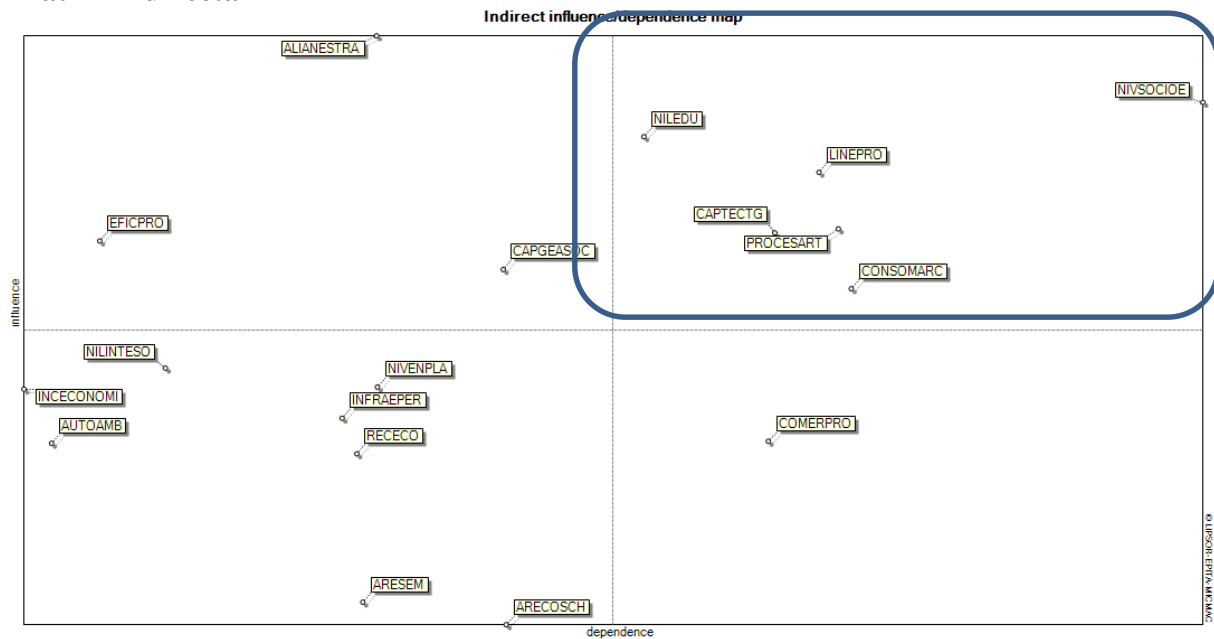 Indirect influence/dependence map
ALIANESTRA
NIVSOCIOE
NILEDU
LINEPRO
CAPTECTG
EFICPRO
PROCESART
CAPGEASOC
CONSOMARC
influence
NILINTESO
NIVENPLA
INCECONOMI
INFRAEPER
AUTOAMB
COMERPRO
RECECO
© LIPSOR-EPITA-MICMAC
ARESEM
ARECOSCH
dependence